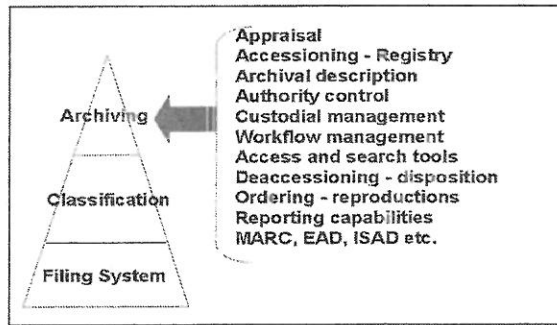 Appraisal
Accessioning - Registry
Archival description
Authority control
Custodial management
Workflow management
Access and search tools
Deaccessioning - disposition
Ordering - reproductions
Reporting capabilities
MARC, EAD, ISAD etc.
Archiving
Classification
Filing System